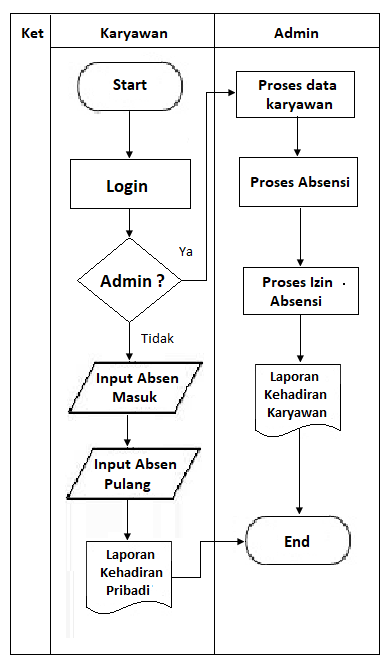 Ket Karyawan Admin
Start
Login
Admin ?
Ya
Tidak
Input Absen
Masuk
Input Absen
Pulang
Laporan
Kehadiran
Pribadi
Proses data
karyawan
Proses Absensi
Proses Izin
Absensi
Laporan
Kehadiran
Karyawan
End